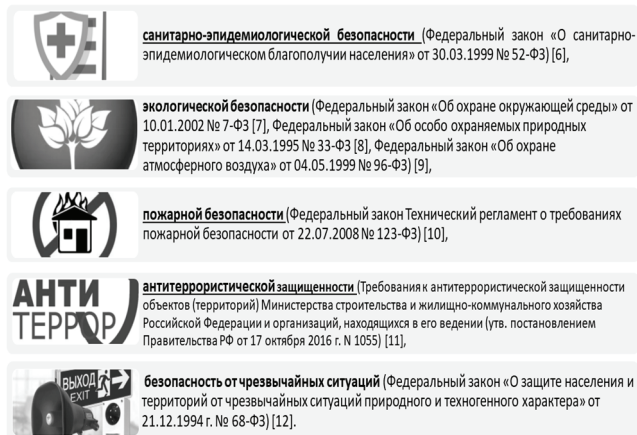 санитарно-эпидемиологической безопасности (Федеральный закон «О санитарно-
эпидемиологическом благополучии населения» от 30.03.1999 № 52-ФЗ) [6],
экологической безопасности (Федеральный закон «Об охране окружающей среды» от
10.01.2002 № 7-ФЗ [7], Федеральный закон «Об особо охраняемых природных
территориях» от 14.03.1995 № 33-ФЗ [8], Федеральный закон «Об охране
атмосферного воздуха» от 04.05.1999 № 96-ФЗ) [9],
пожарной безопасности (Федеральный закон Технический регламент о требованиях
пожарной безопасности от 22.07.2008 № 123-ФЗ) [10],
АНТИ
ТЕРРОР
антитеррористической защищенности (Требования к антитеррористической защищенности
объектов (территорий) Министерства строительства и жилищно-коммунального хозяйства
Российской Федерации и организаций, находящихся в его ведении (утв. постановлением
Правительства РФ от 17 октября 2016 г. N 1055) [11],
ВЫХОД
EXIT
безопасность от чрезвычайных ситуаций (Федеральный закон «О защите населения и
территорий от чрезвычайных ситуаций природного и техногенного характера» от
21.12.1994 г. № 68-ФЗ) [12].